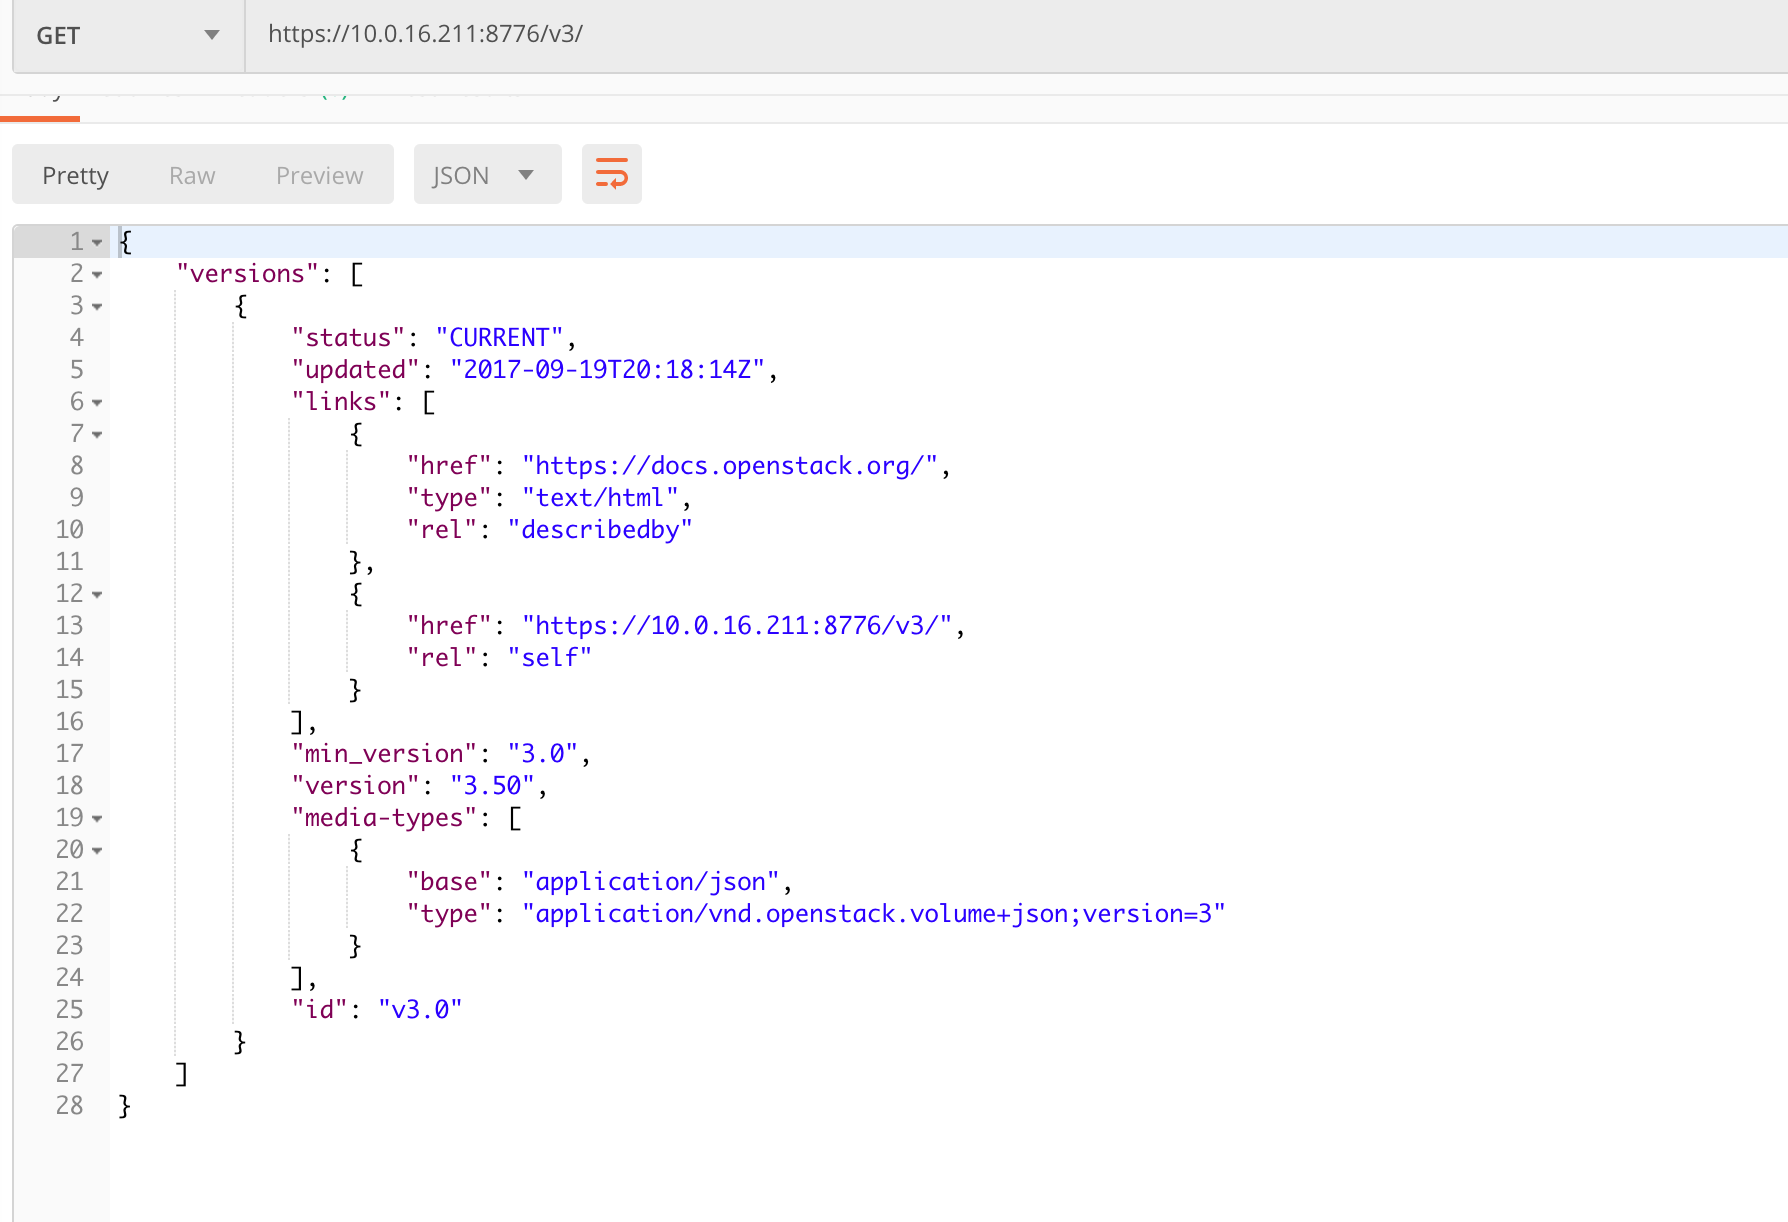 GET https://10.0.16.211:8776/v3/
Pretty Raw Preview JSON
1 {
2 "versions": [
3 {
4 "status": "CURRENT",
5 "updated": "2017-09-19T20:18:14Z",
6 "links": [
7 {
8 "href": "https://docs.openstack.org/",
9 "type": "text/html",
10 "rel": "describedby"
11 },
12 {
13 "href": "https://10.0.16.211:8776/v3/",
14 "rel": "self"
15 }
16 ],
17 "min_version": "3.0",
18 "version": "3.50",
19 "media-types": [
20 {
21 "base": "application/json",
22 "type": "application/vnd.openstack.volume+json;version=3"
23 }
24 ],
25 "id": "v3.0"
26 }
27 ]
28 }